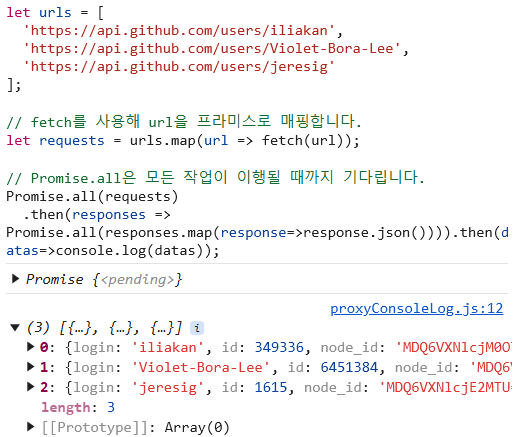 let urls = [
  'https://api.github.com/users/iliakan',
  'https://api.github.com/users/Violet-Bora-Lee',
  'https://api.github.com/users/jeresig'
];
// fetch를 사용해 url을 프라미스로 매핑합니다.
let requests = urls.map(url => fetch(url));
// Promise.all은 모든 작업이 이행될 때까지 기다립니다.
Promise.all(requests)
  .then(responses =>
Promise.all(responses.map(response=>response.json()))).then(d
atas=>console.log(datas));
▶ Promise {<pending>}
proxyConsoleLog.js:12
▼ (3) [{…}, {…}, {…}] i
▶ 0: {login: 'iliakan', id: 349336, node_id: 'MDQ6VXNlcjM0O
▶ 1: {login: 'Violet-Bora-Lee', id: 6451384, node_id: 'MDQ6VX
▶ 2: {login: 'jeresig', id: 1615, node_id: 'MDQ6VXNlcjE2MTU=
length: 3
▶ [[Prototype]]: Array(0)